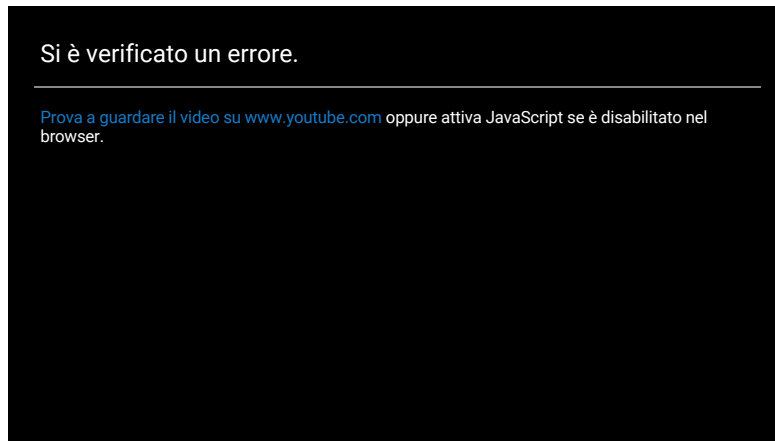 Si è verificato un errore.
Prova a guardare il video su www.youtube.com oppure attiva JavaScript se è disabilitato nel
browser.